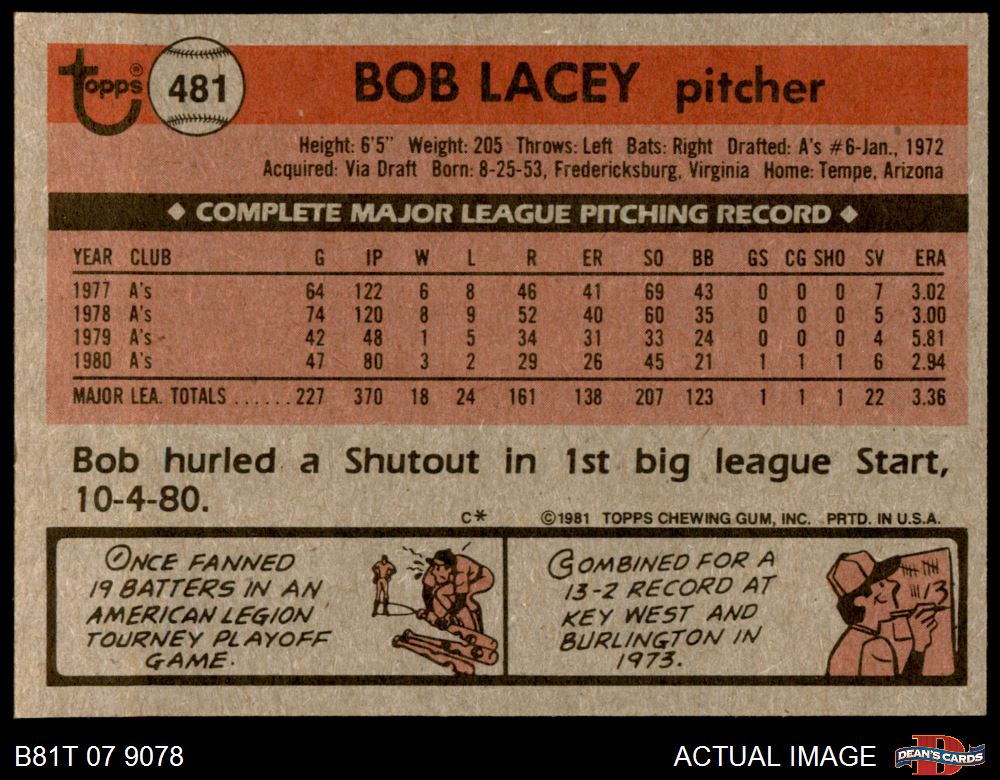 topps® 481 BOB LACEY pitcher
Height: 6'5" Weight: 205 Throws: Left Bats: Right Drafted: A's #6-Jan., 1972
Acquired: Via Draft Born: 8-25-53, Fredericksburg, Virginia Home: Tempe, Arizona
◆ COMPLETE MAJOR LEAGUE PITCHING RECORD ◆
YEAR CLUB G IP W L R ER SO BB GS CG SHO SV ERA
1977 A's 64 122 6 8 46 41 69 43 0 0 0 7 3.02
1978 A's 74 120 8 9 52 40 60 35 0 0 0 5 3.00
1979 A's 42 48 1 5 34 31 33 24 0 0 0 4 5.81
1980 A's 47 80 3 2 29 26 45 21 1 1 1 6 2.94
MAJOR LEA. TOTALS ......227 370 18 24 161 138 207 123 1 1 1 22 3.36
Bob hurled a Shutout in 1st big league Start,
10-4-80.
C* ©1981 TOPPS CHEWING GUM, INC. PRTD. IN U.S.A.
ONCE FANNED
19 BATTERS IN AN
AMERICAN LEGION
TOURNEY PLAYOFF
GAME.
COMBINED FOR A
13-2 RECORD AT
KEY WEST AND
BURLINGTON IN
1973.
13
B81T 07 9078 ACTUAL IMAGE DEAN'S CARDS